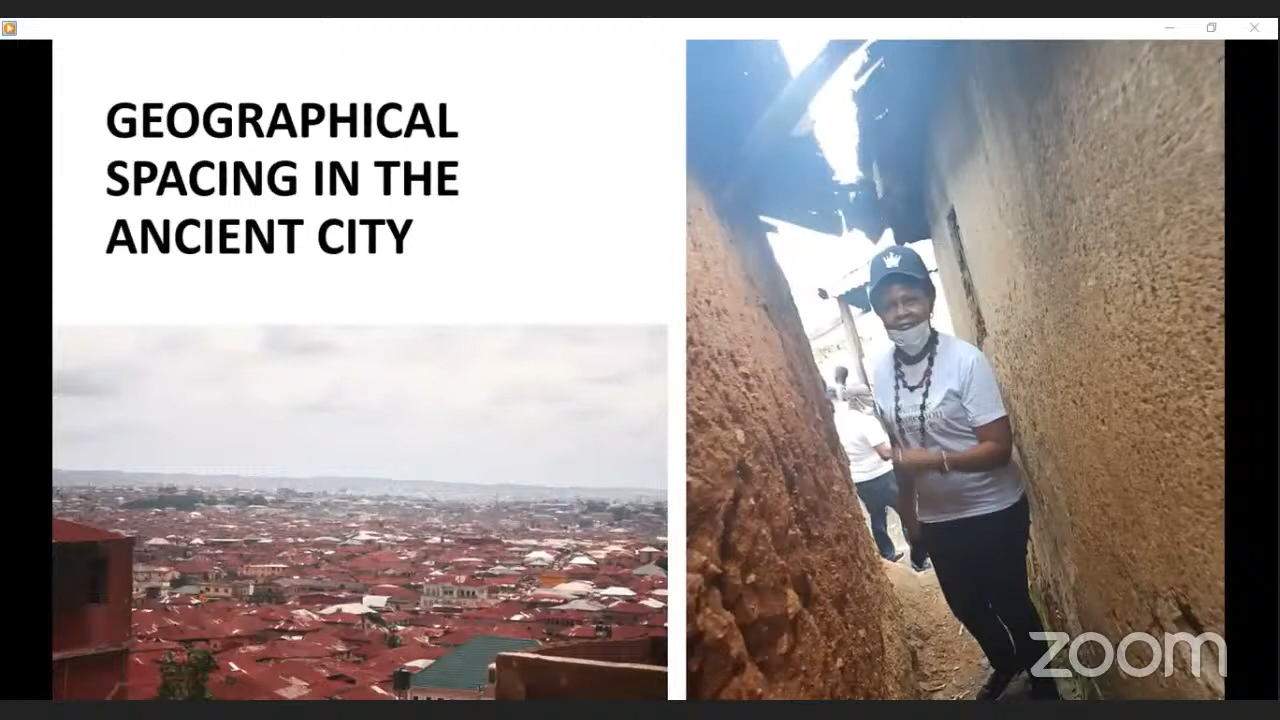 GEOGRAPHICAL
SPACING IN THE
ANCIENT CITY
zoom